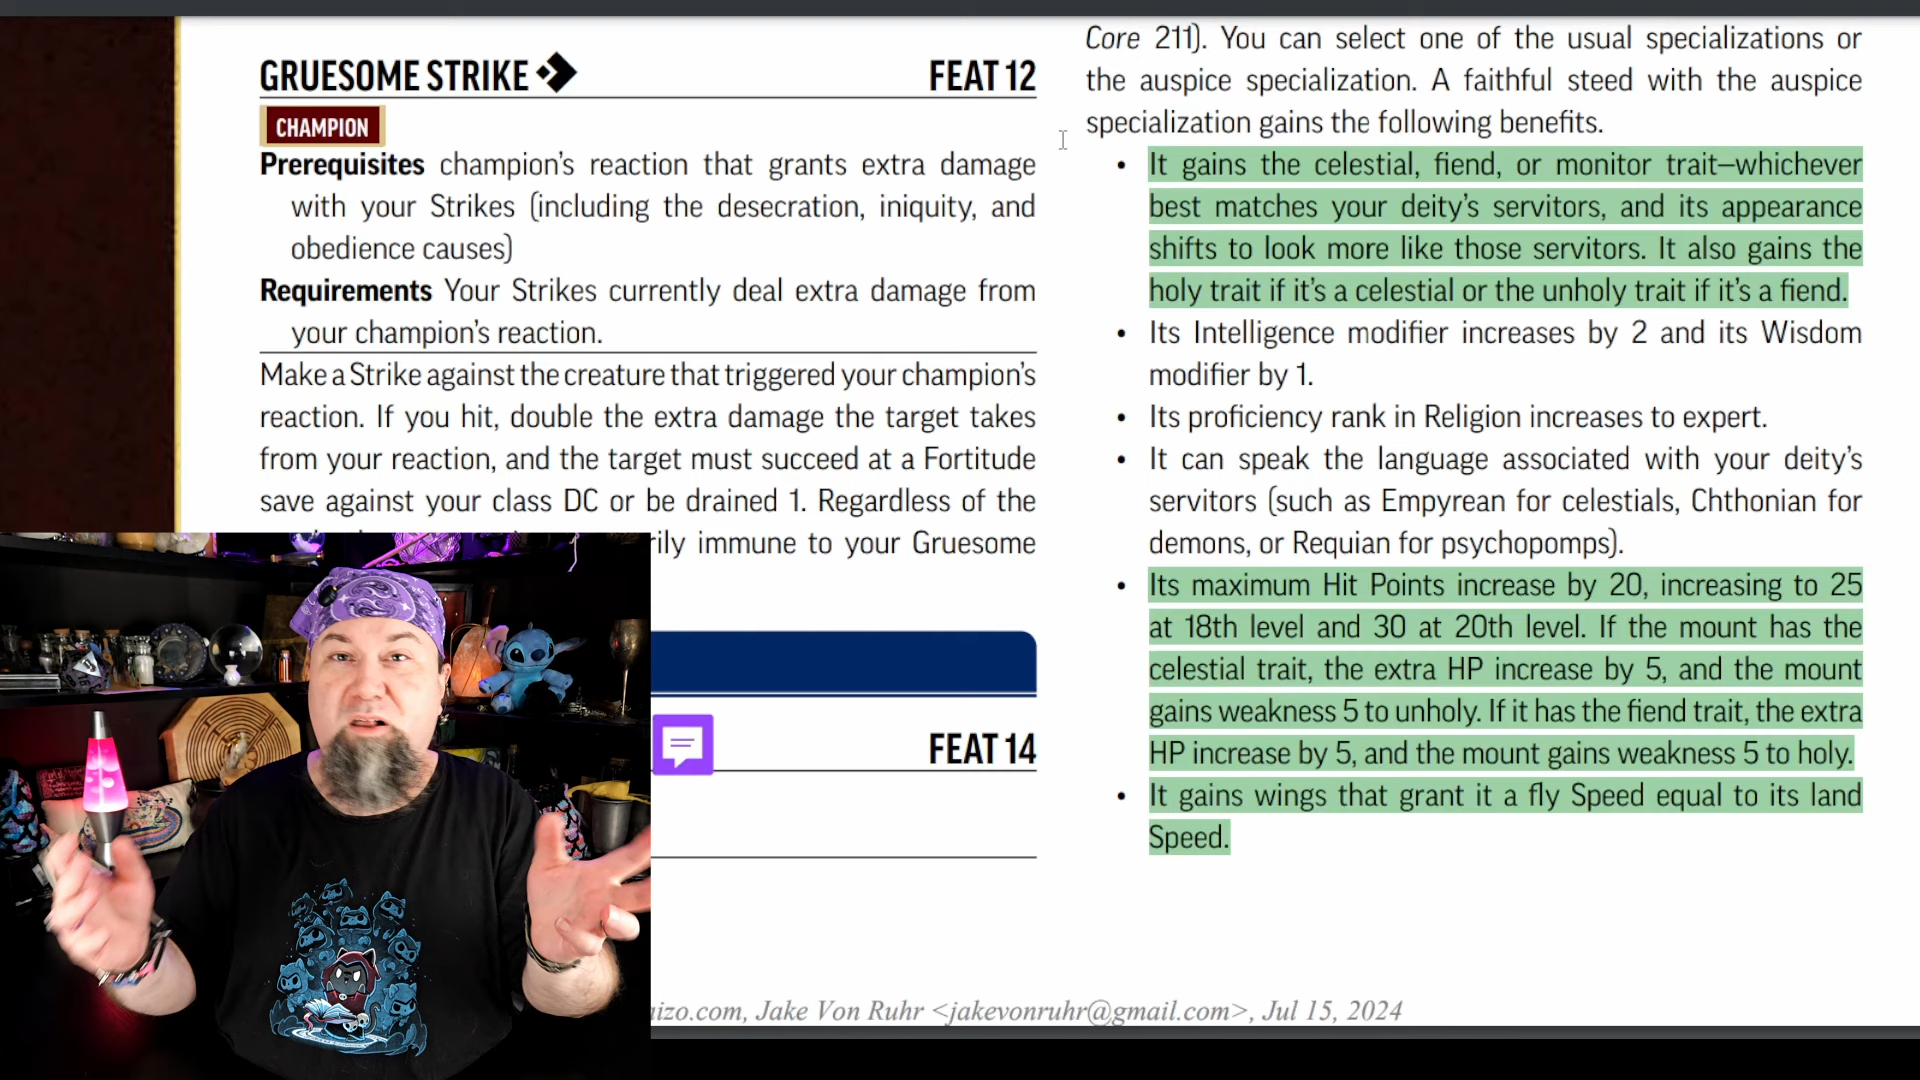 GRUESOME STRIKE FEAT 12
CHAMPION
Prerequisites champion's reaction that grants extra damage
with your Strikes (including the desecration, iniquity, and
obedience causes)
Requirements Your Strikes currently deal extra damage from
your champion's reaction.
Make a Strike against the creature that triggered your champion's
reaction. If you hit, double the extra damage the target takes
from your reaction, and the target must succeed at a Fortitude
save against your class DC or be drained 1. Regardless of the
rily immune to your Gruesome
FEAT 14
Core 211). You can select one of the usual specializations or
the auspice specialization. A faithful steed with the auspice
specialization gains the following benefits.
• It gains the celestial, fiend, or monitor trait—whichever
best matches your deity's servitors, and its appearance
shifts to look more like those servitors. It also gains the
holy trait if it's a celestial or the unholy trait if it's a fiend.
• Its Intelligence modifier increases by 2 and its Wisdom
modifier by 1.
• Its proficiency rank in Religion increases to expert.
• It can speak the language associated with your deity's
servitors (such as Empyrean for celestials, Chthonian for
demons, or Requian for psychopomps).
• Its maximum Hit Points increase by 20, increasing to 25
at 18th level and 30 at 20th level. If the mount has the
celestial trait, the extra HP increase by 5, and the mount
gains weakness 5 to unholy. If it has the fiend trait, the extra
HP increase by 5, and the mount gains weakness 5 to holy.
• It gains wings that grant it a fly Speed equal to its land
Speed.
aizo.com, Jake Von Ruhr <jakevonruhr@gmail.com>, Jul 15, 2024